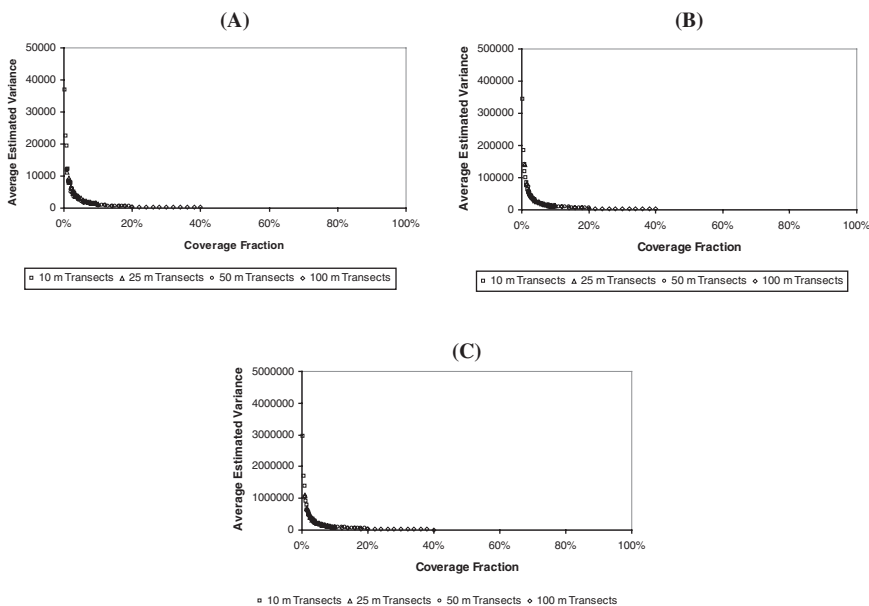 (A)
50000
40000
30000
20000
10000
0
Average Estimated Variance
0% 20% 40% 60% 80% 100%
Coverage Fraction
10 m Transects 25 m Transects 50 m Transects 100 m Transects
(B)
500000
400000
300000
200000
100000
0
Average Estimated Variance
0% 20% 40% 60% 80% 100%
Coverage Fraction
10 m Transects 25 m Transects 50 m Transects 100 m Transects
(C)
5000000
4000000
3000000
2000000
1000000
0
Average Estimated Variance
0% 20% 40% 60% 80% 100%
Coverage Fraction
10 m Transects 25 m Transects 50 m Transects 100 m Transects